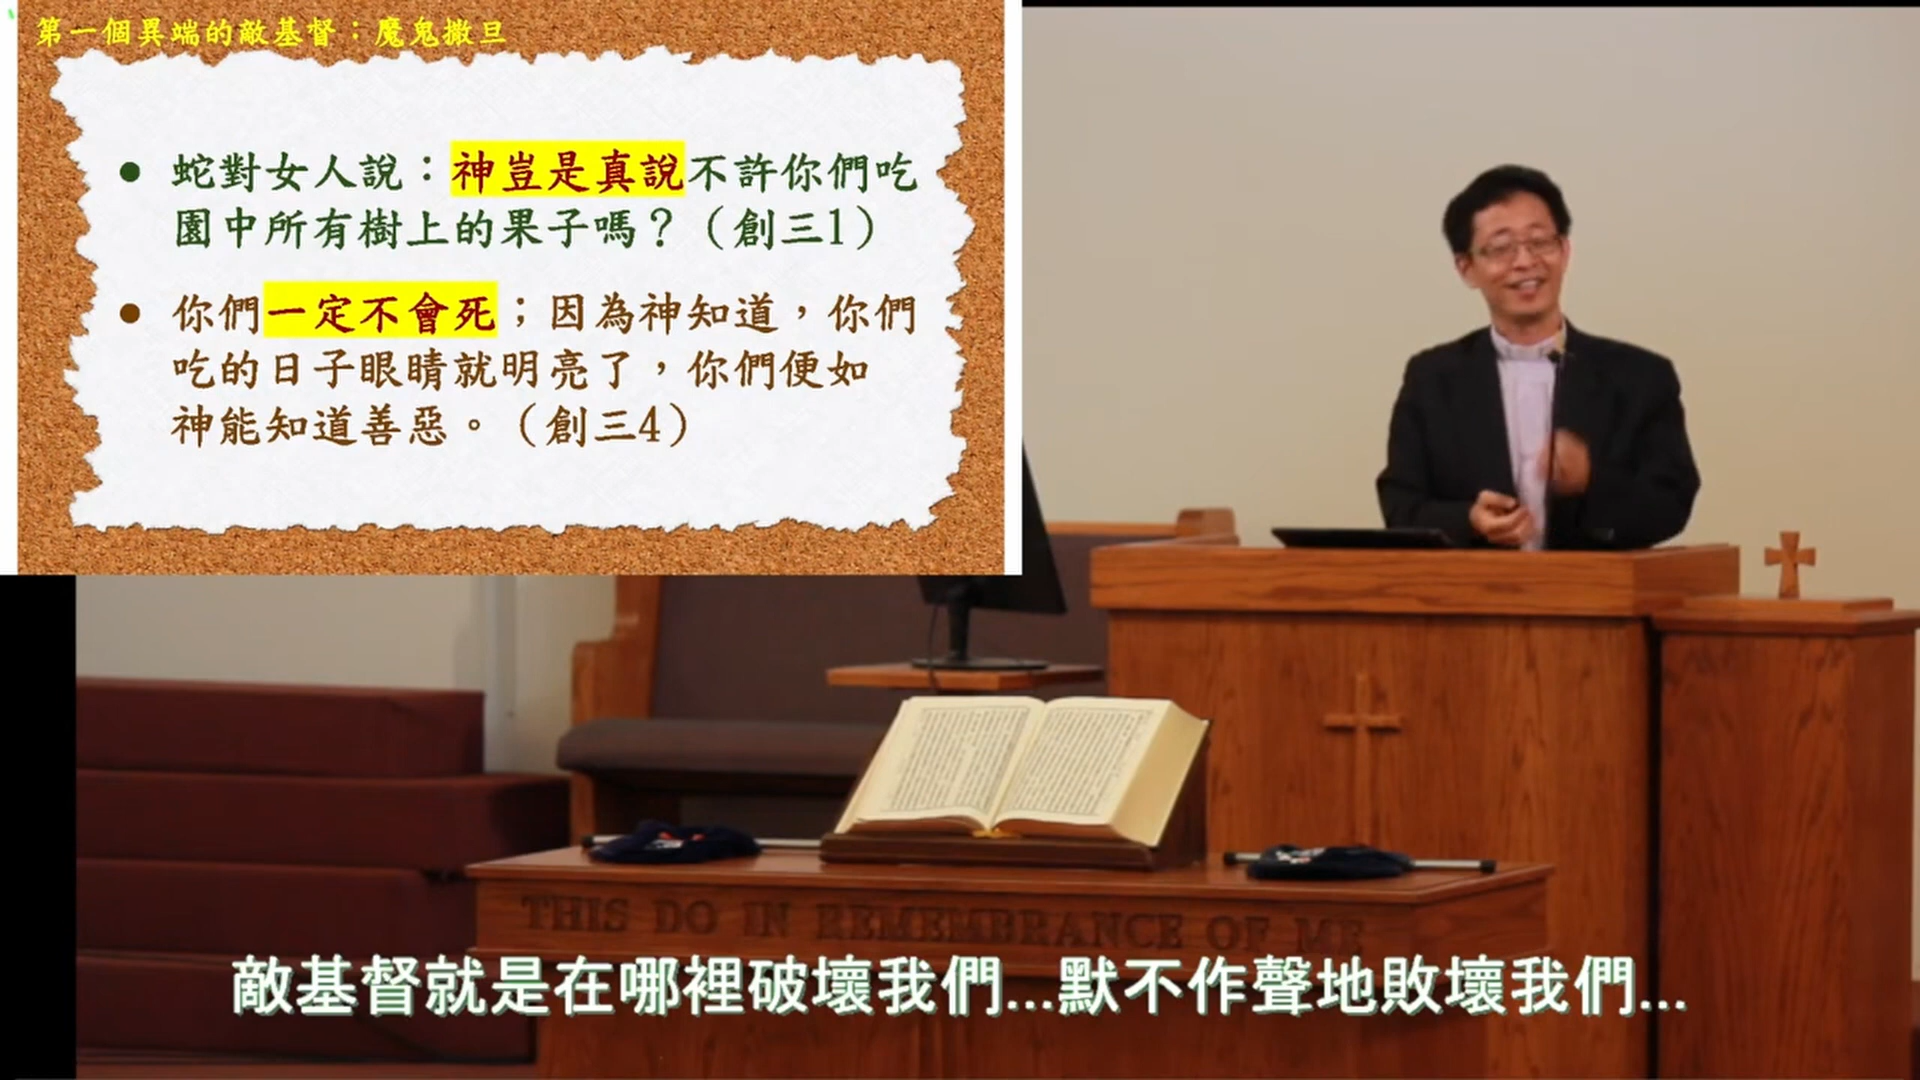 第一個異端的敵基督：魔鬼撒旦
蛇對女人說：神豈是真說不許你們吃
園中所有樹上的果子嗎？（創三1）
你們一定不會死；因為神知道，你們
吃的日子眼睛就明亮了，你們便如
神能知道善惡。（創三4）
THIS DO IN REMEMBRANCE OF ME
敵基督就是在哪裡破壞我們...默不作聲地敗壞我們...